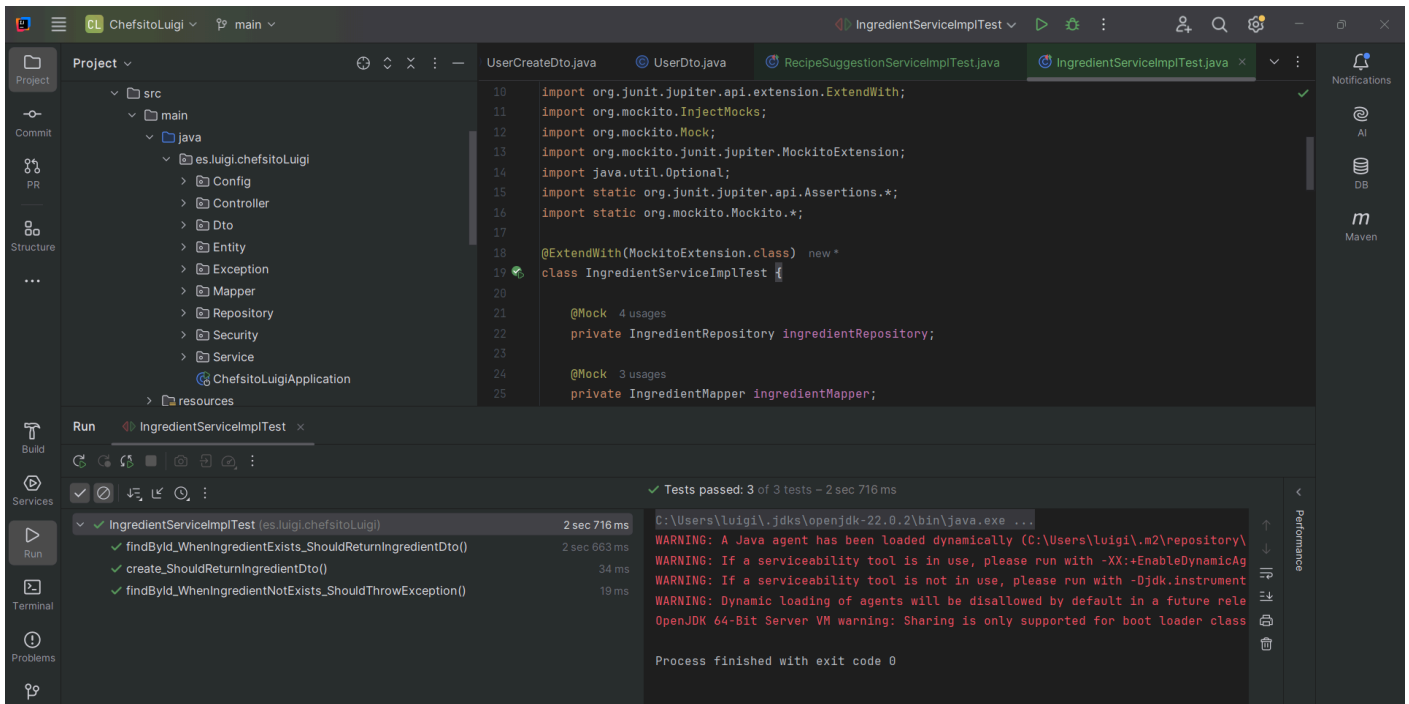 CL ChefsitoLuigi main IngredientServiceImplTest
Project
Commit
PR
Structure
Build
Services
Run
Terminal
Problems
Project
src
main
java
es.luigi.chefsitoLuigi
Config
Controller
Dto
Entity
Exception
Mapper
Repository
Security
Service
ChefsitoLuigiApplication
resources
UserCreateDto.java UserDto.java RecipeSuggestionServiceImplTest.java IngredientServiceImplTest.java
10 import org.junit.jupiter.api.extension.ExtendWith;
11 import org.mockito.InjectMocks;
12 import org.mockito.Mock;
13 import org.mockito.junit.jupiter.MockitoExtension;
14 import java.util.Optional;
15 import static org.junit.jupiter.api.Assertions.*;
16 import static org.mockito.Mockito.*;
17
18 @ExtendWith(MockitoExtension.class) new *
19 class IngredientServiceImplTest {
20
21 @Mock 4 usages
22 private IngredientRepository ingredientRepository;
23
24 @Mock 3 usages
25 private IngredientMapper ingredientMapper;
Notifications
AI
DB
m
Maven
Run IngredientServiceImplTest
Tests passed: 3 of 3 tests – 2 sec 716 ms
IngredientServiceImplTest (es.luigi.chefsitoLuigi) 2 sec 716 ms
findById_WhenIngredientExists_ShouldReturnIngredientDto() 2 sec 663 ms
create_ShouldReturnIngredientDto() 34 ms
findById_WhenIngredientNotExists_ShouldThrowException() 19 ms
C:\Users\luigi\.jdks\openjdk-22.0.2\bin\java.exe ...
WARNING: A Java agent has been loaded dynamically (C:\Users\luigi\.m2\repository\
WARNING: If a serviceability tool is in use, please run with -XX:+EnableDynamicAg
WARNING: If a serviceability tool is not in use, please run with -Djdk.instrument
WARNING: Dynamic loading of agents will be disallowed by default in a future rele
OpenJDK 64-Bit Server VM warning: Sharing is only supported for boot loader class
Process finished with exit code 0
Performance